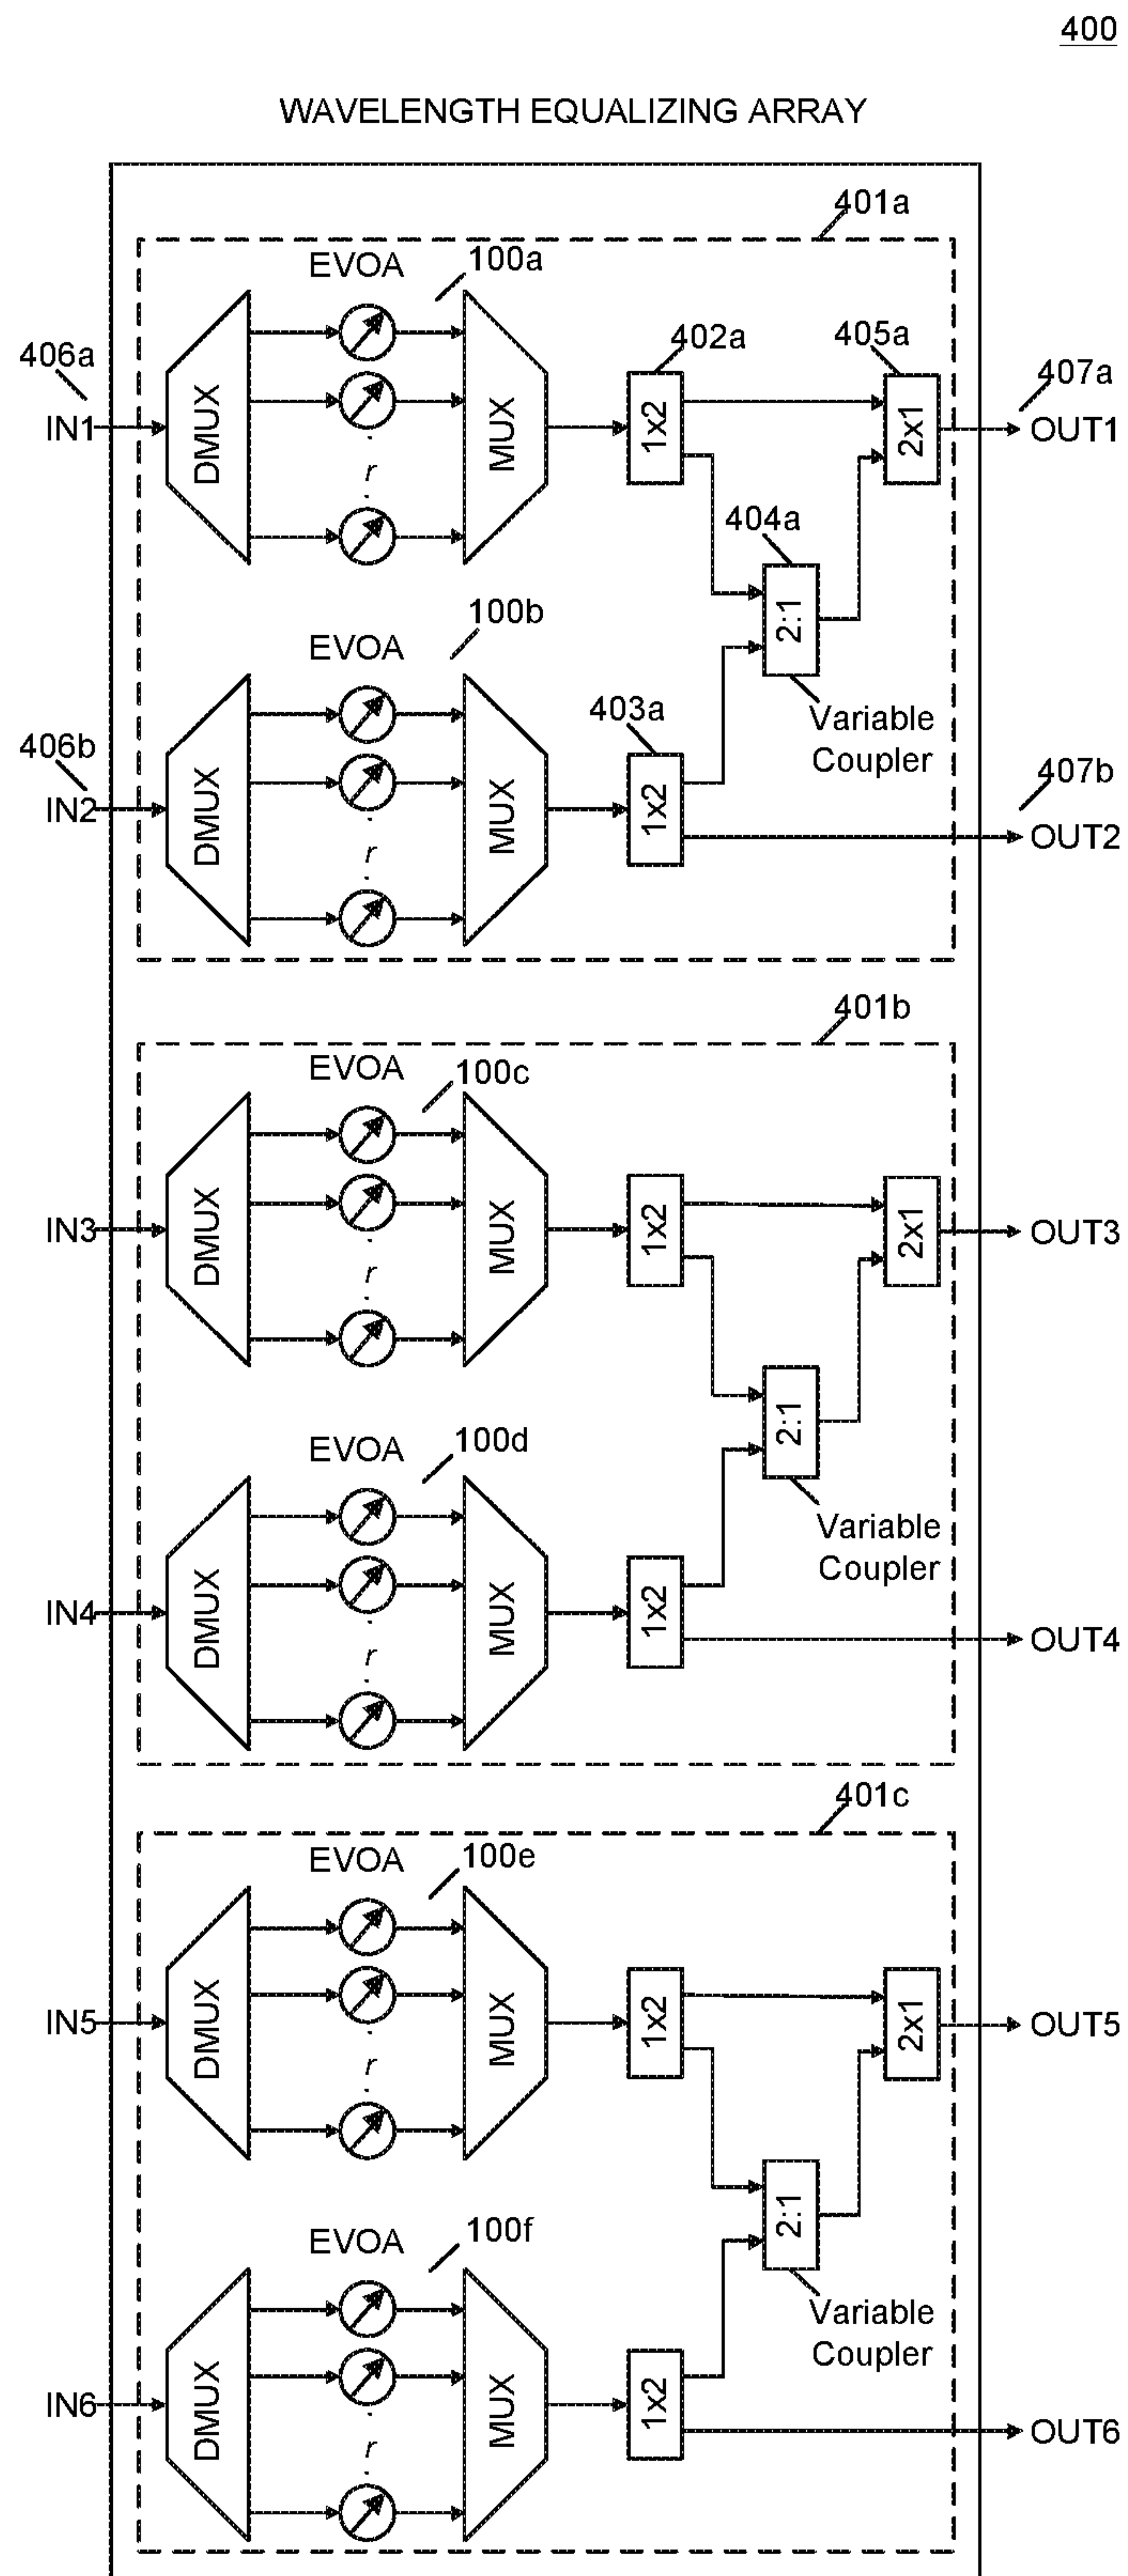 400
WAVELENGTH EQUALIZING ARRAY
401a
EVOA
100a
406a
402a
405a
407a
IN1
DMUX
MUX
1x2
2x1
OUT1
r
404a
2:1
EVOA
100b
Variable
Coupler
403a
406b
407b
IN2
DMUX
MUX
1x2
OUT2
r
401b
EVOA
100c
IN3
DMUX
MUX
1x2
2x1
OUT3
r
2:1
EVOA
100d
Variable
Coupler
IN4
DMUX
MUX
1x2
OUT4
r
401c
EVOA
100e
IN5
DMUX
MUX
1x2
2x1
OUT5
r
2:1
EVOA
100f
Variable
Coupler
IN6
DMUX
MUX
1x2
OUT6
r